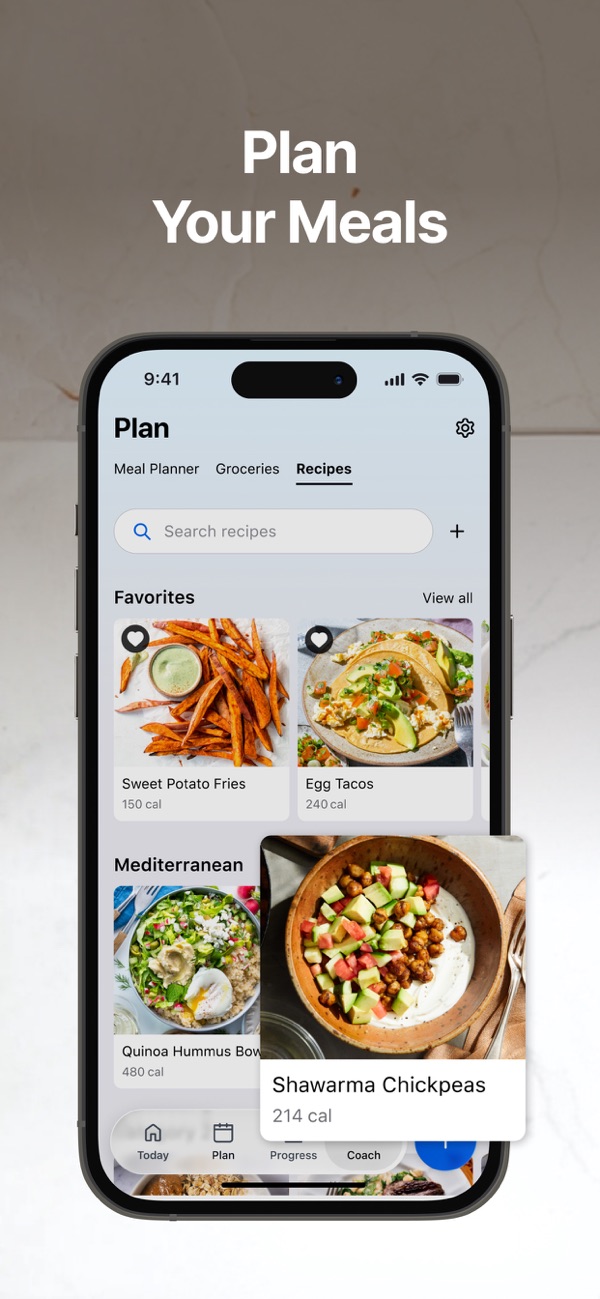 Plan
Your Meals
9:41
Plan
Meal Planner Groceries Recipes
Search recipes
Favorites View all
Sweet Potato Fries Egg Tacos
150 cal 240 cal
Mediterranean
Quinoa Hummus Bow
480 cal
Shawarma Chickpeas
214 cal
Today Plan Progress Coach